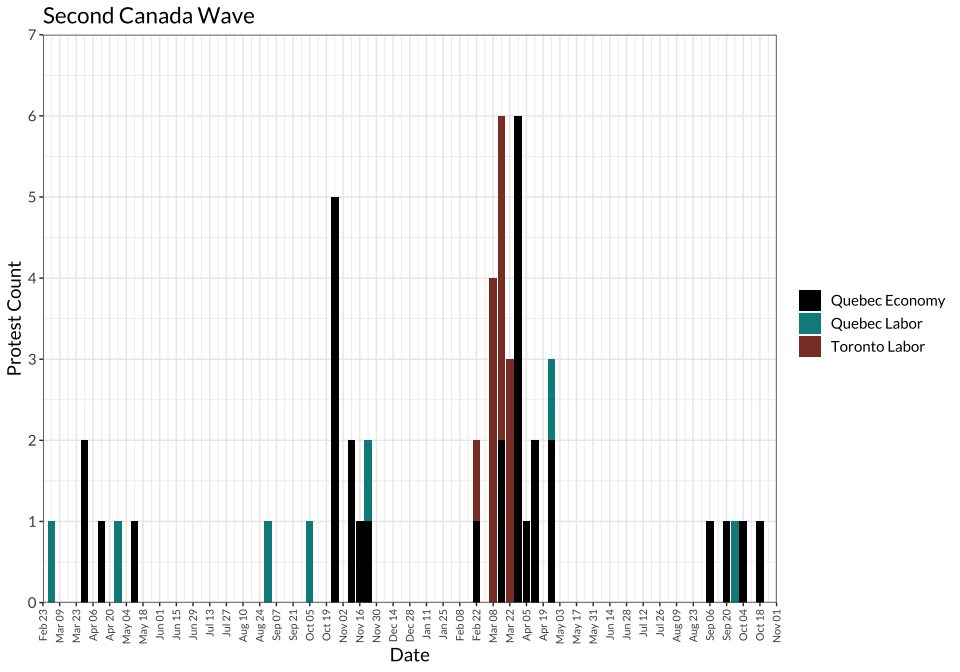 Second Canada Wave
Protest Count
7
6
5
4
3
2
1
0
Feb 23
Mar 09
Mar 23
Apr 06
Apr 20
May 04
May 18
Jun 01
Jun 15
Jun 29
Jul 13
Jul 27
Aug 10
Aug 24
Sep 07
Sep 21
Oct 05
Oct 19
Nov 02
Nov 16
Nov 30
Dec 14
Dec 28
Jan 11
Jan 25
Feb 08
Feb 22
Mar 08
Mar 22
Apr 05
Apr 19
May 03
May 17
May 31
Jun 14
Jun 28
Jul 12
Jul 26
Aug 09
Aug 23
Sep 06
Sep 20
Oct 04
Oct 18
Nov 01
Date
Quebec Economy
Quebec Labor
Toronto Labor